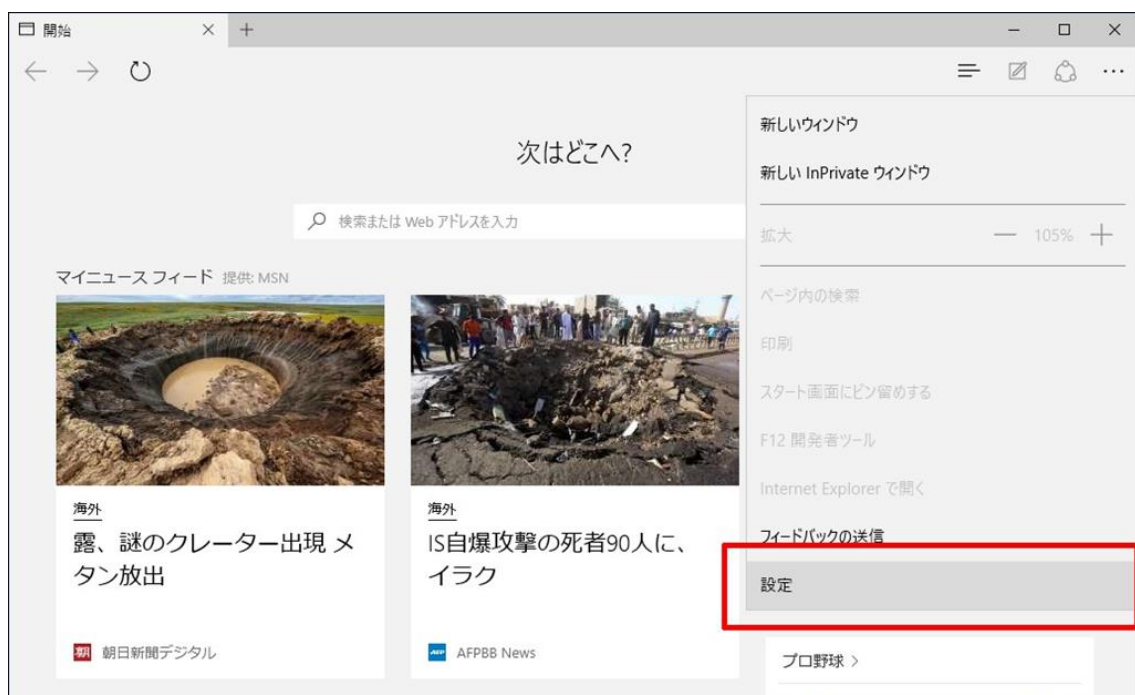 開始
次はどこへ?
検索または Web アドレスを入力
マイニュース フィード 提供: MSN
海外
露、謎のクレーター出現 メ
タン放出
朝日新聞デジタル
海外
IS自爆攻撃の死者90人に、
イラク
AFP
AFPBB News
新しいウィンドウ
新しい InPrivate ウィンドウ
拡大 105%
ページ内の検索
印刷
スタート画面にピン留めする
F12 開発者ツール
Internet Explorer で開く
フィードバックの送信
設定
プロ野球 >